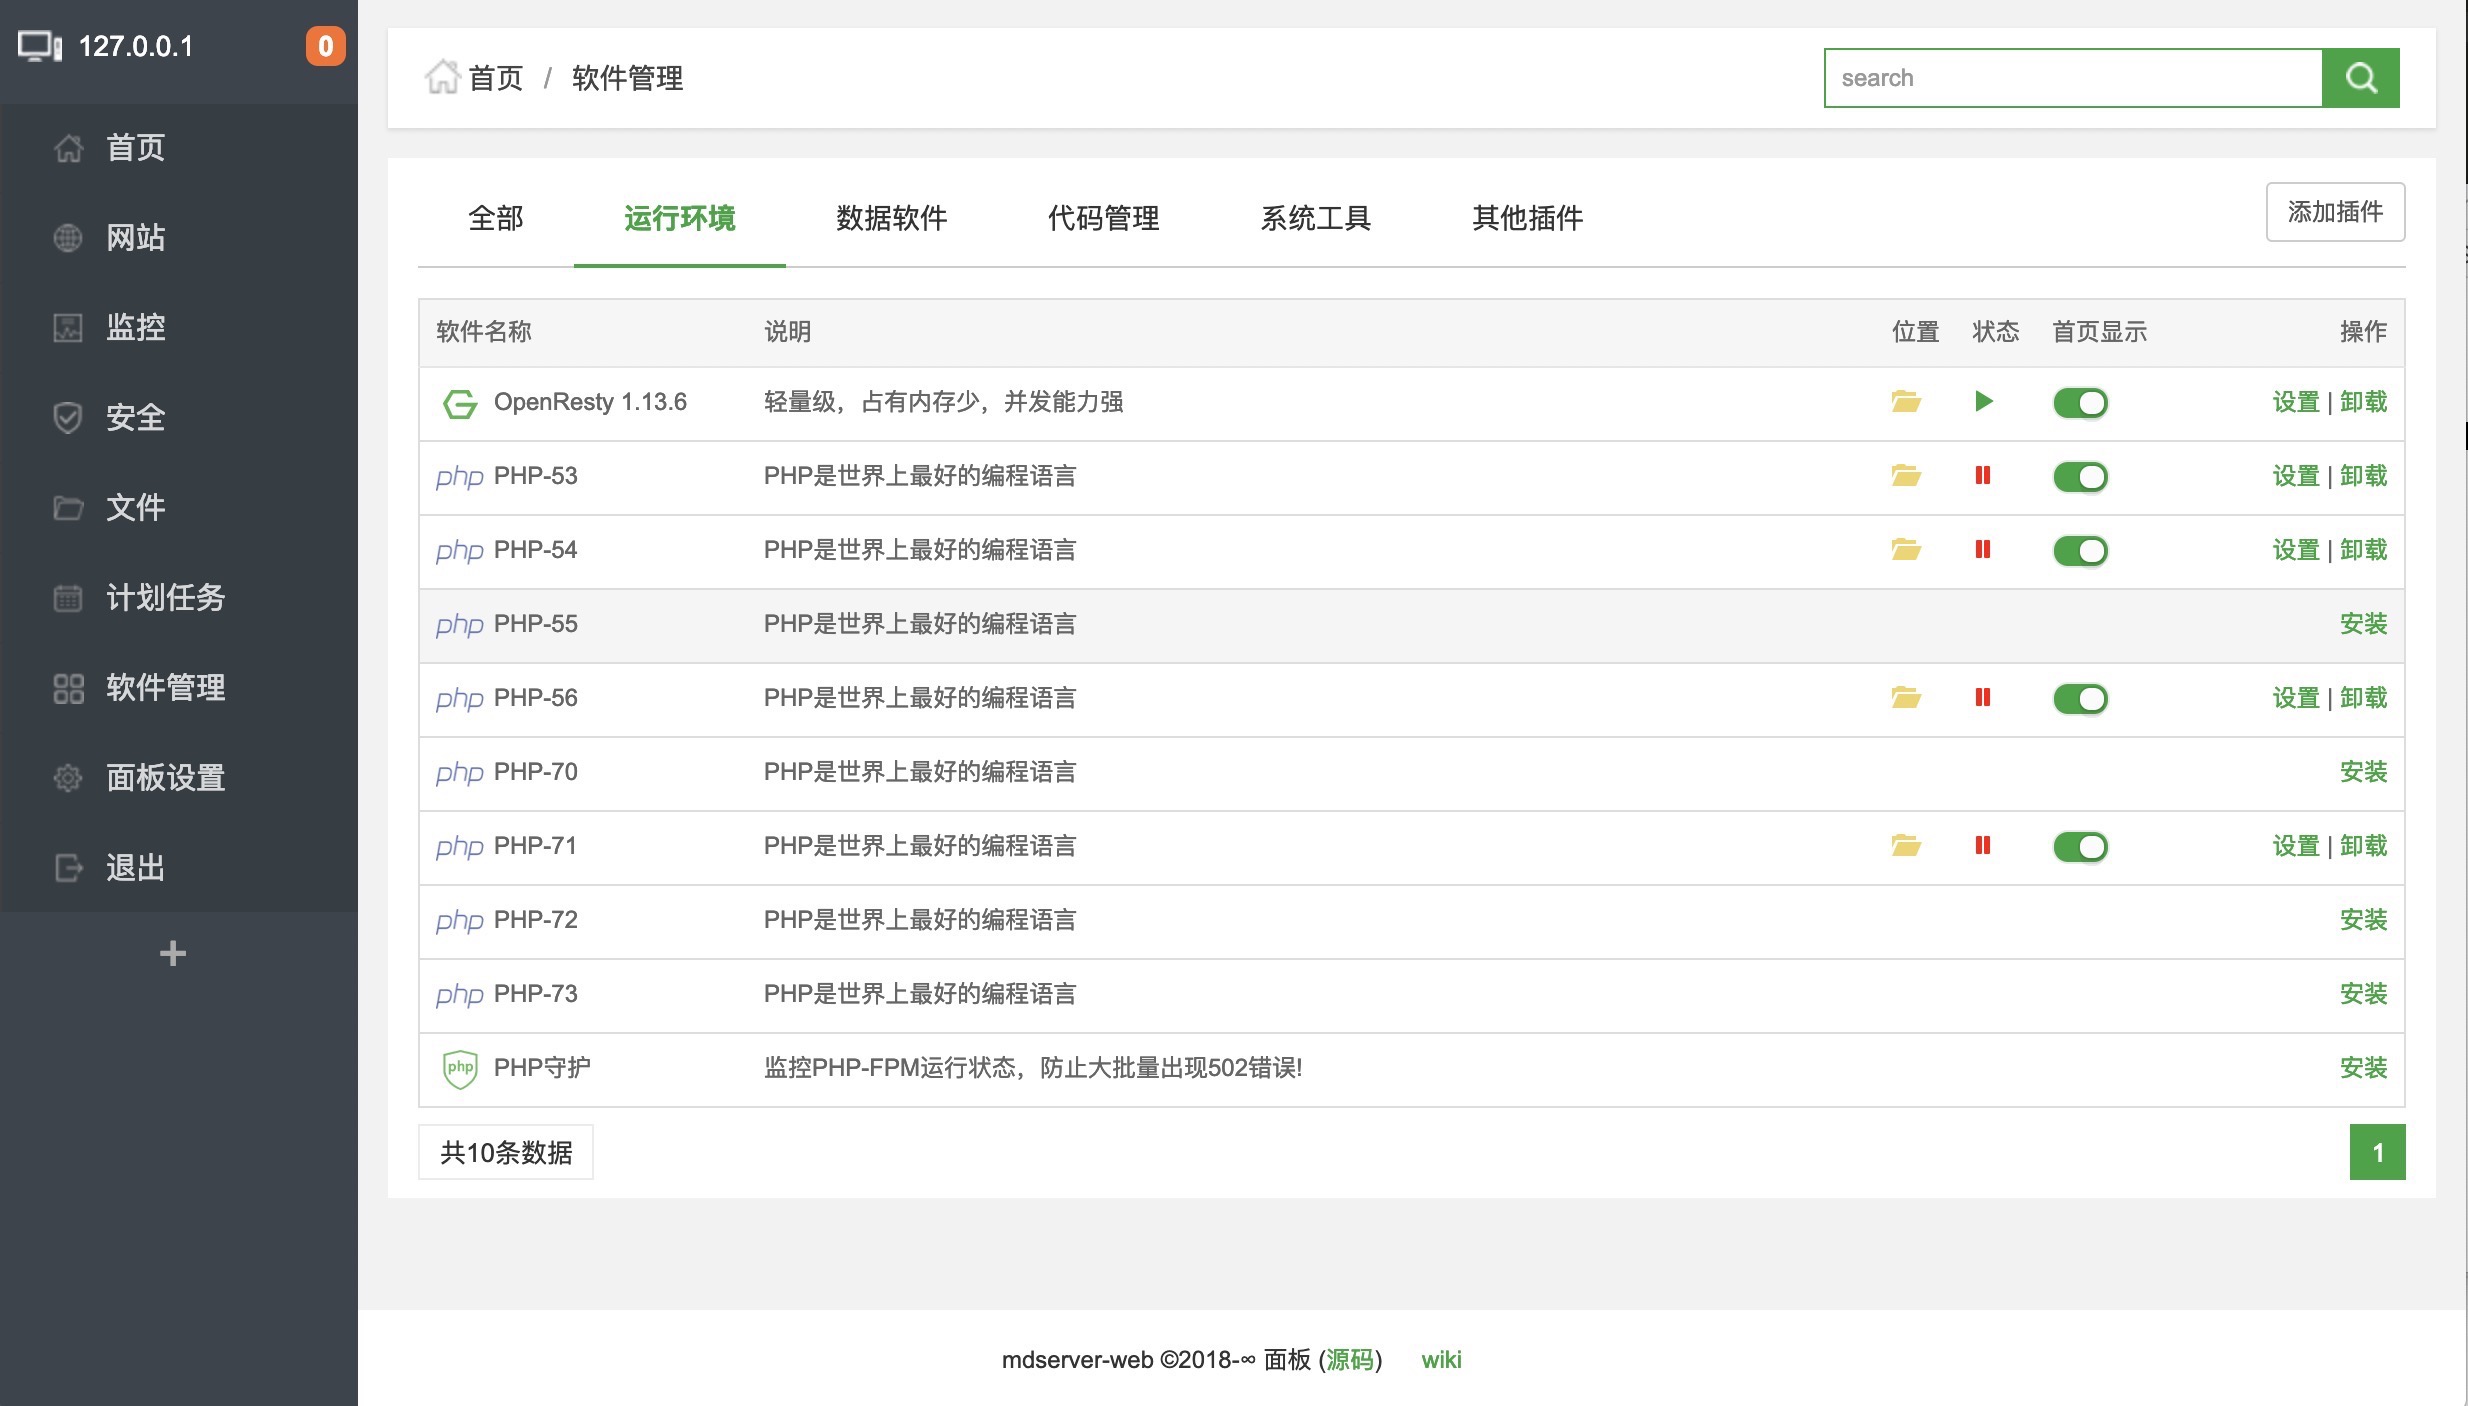 127.0.0.1 0
首页
网站
监控
安全
文件
计划任务
软件管理
面板设置
退出
+
首页 / 软件管理
search
全部 运行环境 数据软件 代码管理 系统工具 其他插件 添加插件
软件名称 说明 位置 状态 首页显示 操作
OpenResty 1.13.6 轻量级，占有内存少，并发能力强 设置 | 卸载
php PHP-53 PHP是世界上最好的编程语言 设置 | 卸载
php PHP-54 PHP是世界上最好的编程语言 设置 | 卸载
php PHP-55 PHP是世界上最好的编程语言 安装
php PHP-56 PHP是世界上最好的编程语言 设置 | 卸载
php PHP-70 PHP是世界上最好的编程语言 安装
php PHP-71 PHP是世界上最好的编程语言 设置 | 卸载
php PHP-72 PHP是世界上最好的编程语言 安装
php PHP-73 PHP是世界上最好的编程语言 安装
php PHP守护 监控PHP-FPM运行状态，防止大批量出现502错误! 安装
共10条数据 1
mdserver-web ©2018-∞ 面板 (源码) wiki